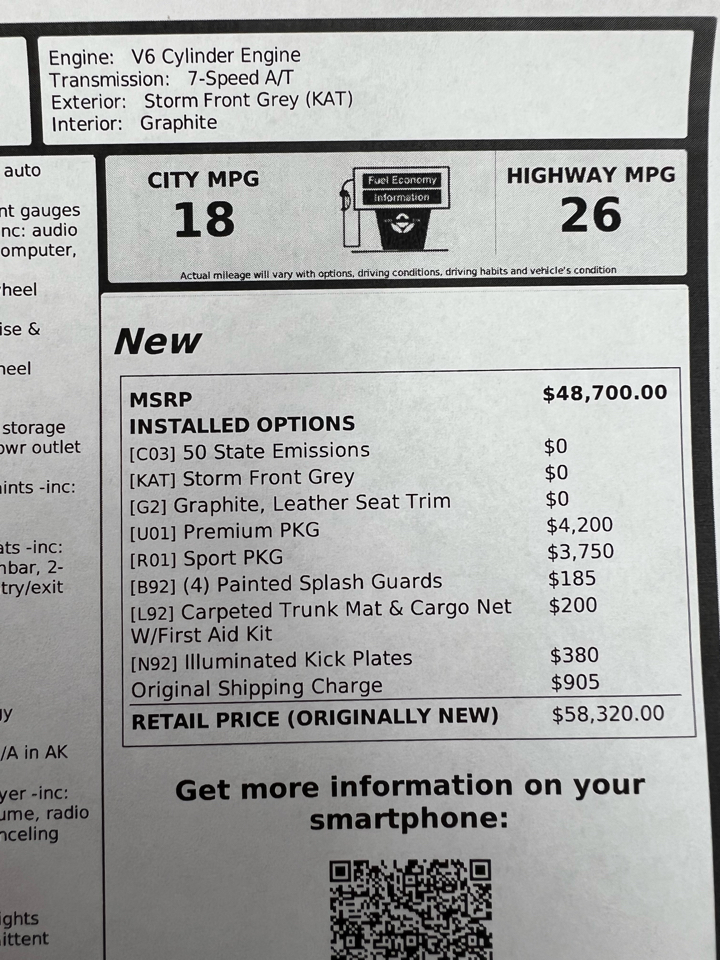 Engine: V6 Cylinder Engine
Transmission: 7-Speed A/T
Exterior: Storm Front Grey (KAT)
Interior: Graphite
auto
nt gauges
nc: audio
omputer,
heel
ise &
heel
storage
owr outlet
ints -inc:
ats -inc:
nbar, 2-
try/exit
gy
/A in AK
yer -inc:
ume, radio
nceling
ights
ittent
CITY MPG
18
Fuel Economy
Information
HIGHWAY MPG
26
Actual mileage will vary with options, driving conditions, driving habits and vehicle's condition
New
MSRP $48,700.00
INSTALLED OPTIONS
[C03] 50 State Emissions $0
[KAT] Storm Front Grey $0
[G2] Graphite, Leather Seat Trim $0
[U01] Premium PKG $4,200
[R01] Sport PKG $3,750
[B92] (4) Painted Splash Guards $185
[L92] Carpeted Trunk Mat & Cargo Net $200
W/First Aid Kit
[N92] Illuminated Kick Plates $380
Original Shipping Charge $905
RETAIL PRICE (ORIGINALLY NEW) $58,320.00
Get more information on your
smartphone: